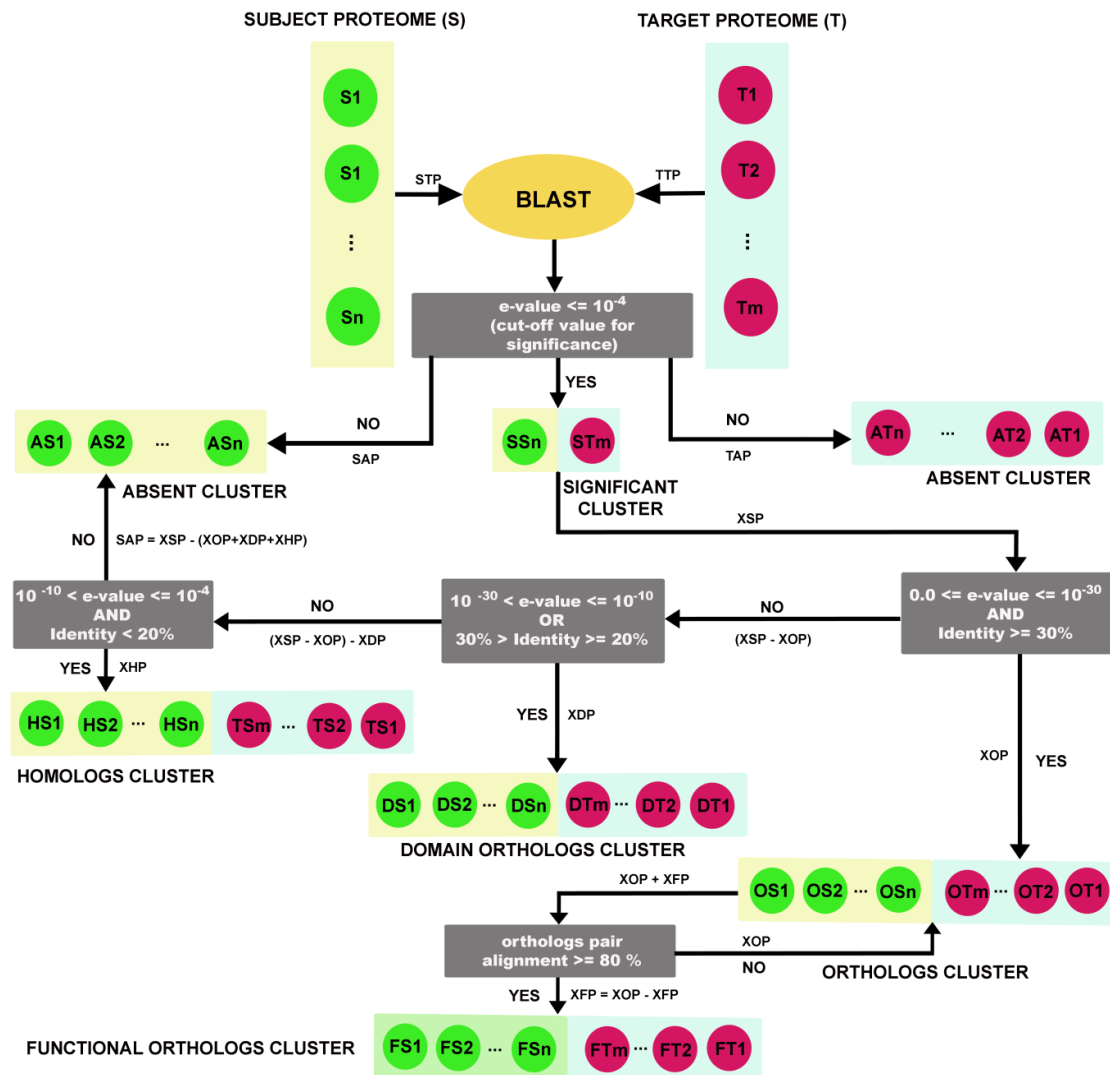 SUBJECT PROTEOME (S)
TARGET PROTEOME (T)
S1
S1
⋮
Sn
T1
T2
⋮
Tm
STP
TTP
BLAST
e-value <= 10⁻⁴
(cut-off value for
significance)
YES
NO
SAP
NO
TAP
AS1 AS2 ... ASn
ABSENT CLUSTER
SSn STm
SIGNIFICANT
CLUSTER
ATn ... AT2 AT1
ABSENT CLUSTER
XSP
NO
SAP = XSP - (XOP+XDP+XHP)
10 ⁻¹⁰ < e-value <= 10⁻⁴
AND
Identity < 20%
NO
(XSP - XOP) - XDP
10 ⁻³⁰ < e-value <= 10⁻¹⁰
OR
30% > Identity >= 20%
NO
(XSP - XOP)
0.0 <= e-value <= 10⁻³⁰
AND
Identity >= 30%
YES XHP
HS1 HS2 ... HSn TSm ... TS2 TS1
HOMOLOGS CLUSTER
YES XDP
DS1 DS2 ... DSn DTm ... DT2 DT1
DOMAIN ORTHOLOGS CLUSTER
XOP YES
OS1 OS2 ... OSn OTm ... OT2 OT1
ORTHOLOGS CLUSTER
XOP + XFP
orthologs pair
alignment >= 80 %
XOP
NO
YES XFP = XOP - XFP
FUNCTIONAL ORTHOLOGS CLUSTER
FS1 FS2 ... FSn FTm ... FT2 FT1